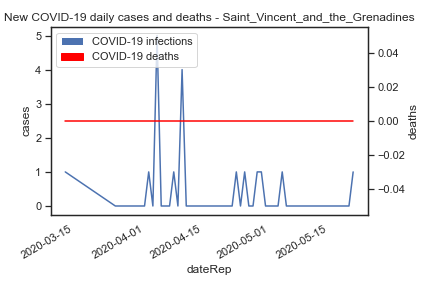 New COVID-19 daily cases and deaths - Saint_Vincent_and_the_Grenadines
COVID-19 infections
COVID-19 deaths
5
4
3
2
1
0
cases
0.04
0.02
0.00
−0.02
−0.04
deaths
2020-03-15
2020-04-01
2020-04-15
2020-05-01
2020-05-15
dateRep